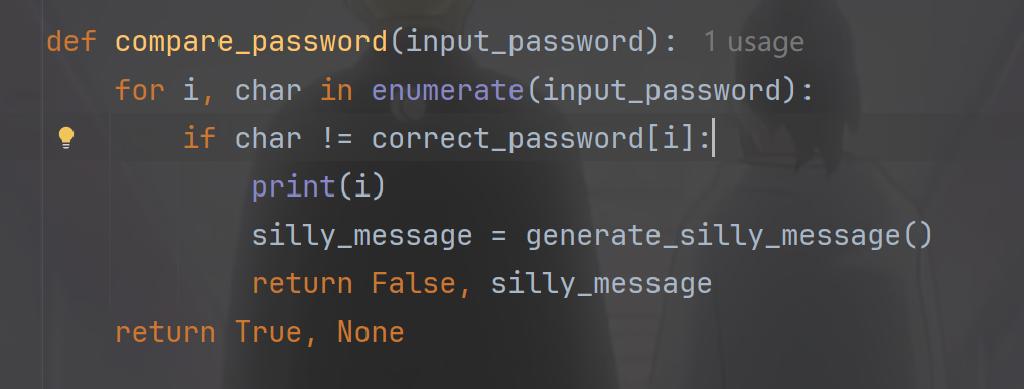 def compare_password(input_password): 1 usage
    for i, char in enumerate(input_password):
        if char != correct_password[i]:
            print(i)
            silly_message = generate_silly_message()
            return False, silly_message
    return True, None